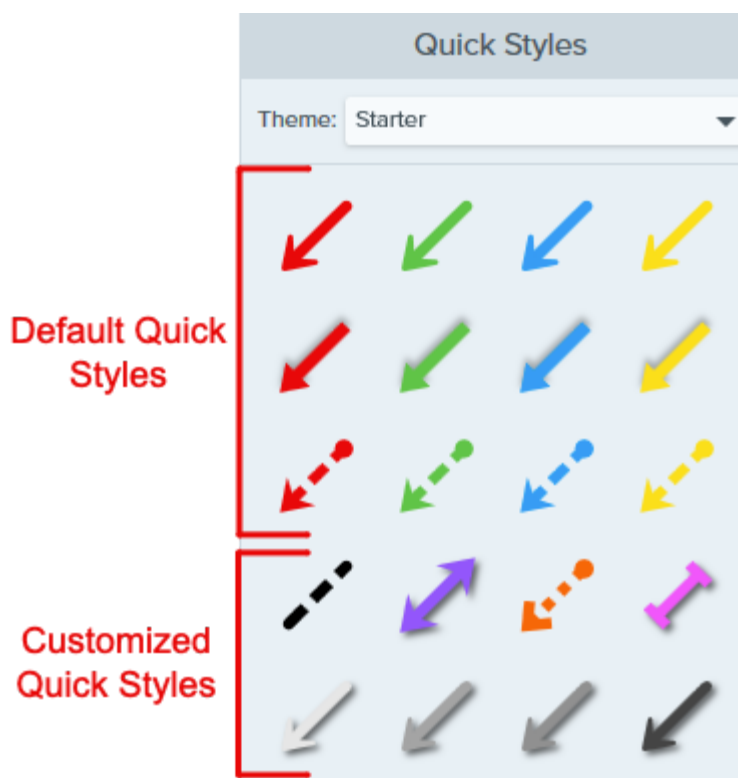 Quick Styles
Theme: Starter
Default Quick
Styles
Customized
Quick Styles